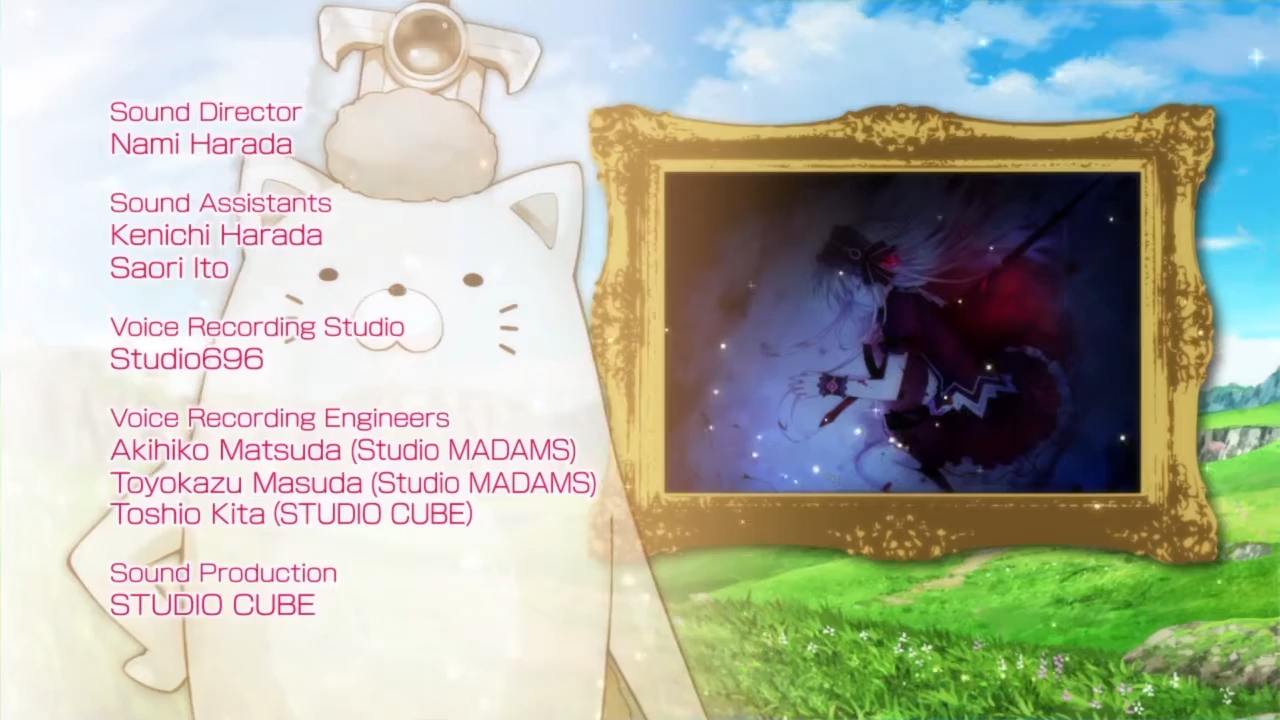 Sound Director
Nami Harada
Sound Assistants
Kenichi Harada
Saori Ito
Voice Recording Studio
Studio696
Voice Recording Engineers
Akihiko Matsuda (Studio MADAMS)
Toyokazu Masuda (Studio MADAMS)
Toshio Kita (STUDIO CUBE)
Sound Production
STUDIO CUBE